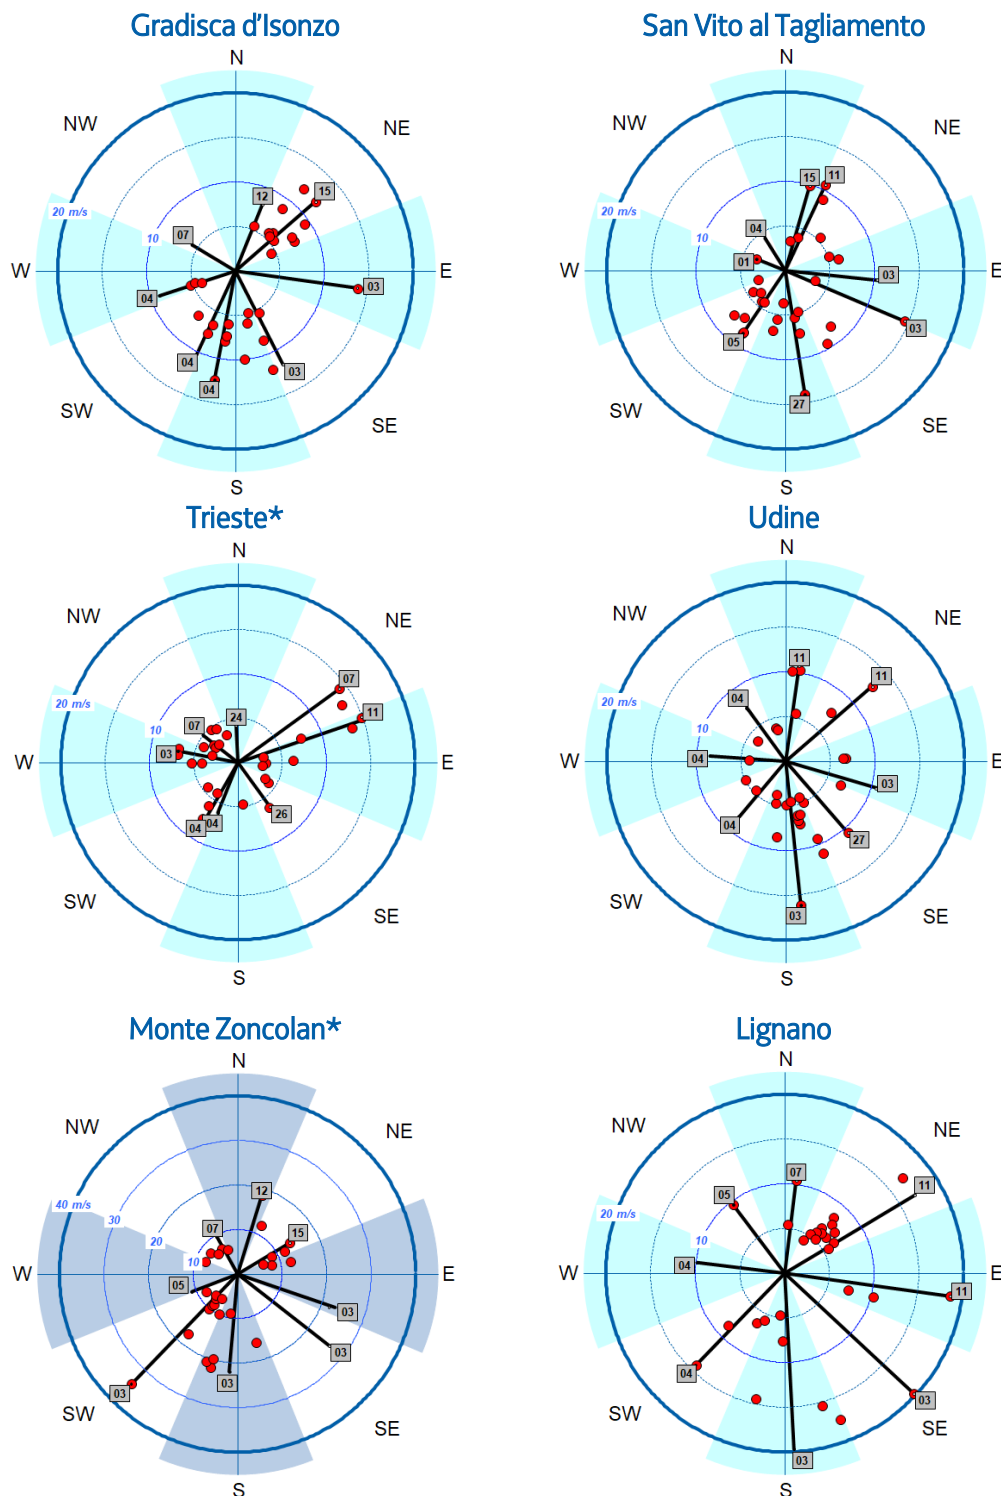 Gradisca d'Isonzo
N
NW
NE
12
15
20 m/s
10
07
W
E
03
04
04
03
04
SW
SE
S
San Vito al Tagliamento
N
NW
NE
15
11
20 m/s
10
04
01
W
E
03
03
05
27
SW
SE
S
Trieste*
N
NW
NE
07
20 m/s
24
11
10
07
03
W
E
26
04
04
SW
SE
S
Udine
N
NW
NE
11
11
20 m/s
04
10
04
W
E
03
04
27
03
SW
SE
S
Monte Zoncolan*
N
NW
NE
12
40 m/s
30
07
15
20
10
W
E
05
03
03
03
03
SW
SE
S
Lignano
N
NW
NE
07
11
05
20 m/s
10
04
W
E
11
04
03
SW
SE
03
S